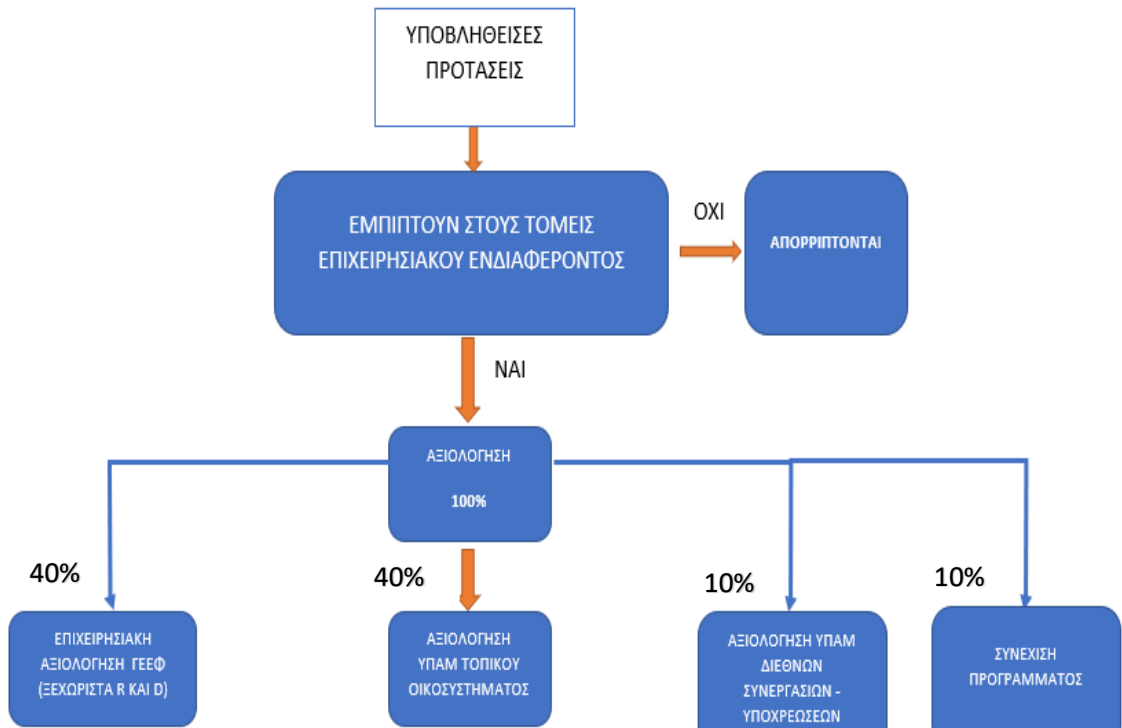 ΥΠΟΒΛΗΘΕΙΣΕΣ
ΠΡΟΤΑΣΕΙΣ
ΕΜΠΙΠΤΟΥΝ ΣΤΟΥΣ ΤΟΜΕΙΣ
ΕΠΙΧΕΙΡΗΣΙΑΚΟΥ ΕΝΔΙΑΦΕΡΟΝΤΟΣ
ΟΧΙ
ΑΠΟΡΡΙΠΤΟΝΤΑΙ
ΝΑΙ
ΑΞΙΟΛΟΓΗΣΗ
100%
40%
40%
10%
10%
ΕΠΙΧΕΙΡΗΣΙΑΚΗ
ΑΞΙΟΛΟΓΗΣΗ ΓΕΕΦ
(ΞΕΧΩΡΙΣΤΑ R ΚΑΙ D)
ΑΞΙΟΛΟΓΗΣΗ
ΥΠΑΜ ΤΟΠΙΚΟΥ
ΟΙΚΟΣΥΣΤΗΜΑΤΟΣ
ΑΞΙΟΛΟΓΗΣΗ ΥΠΑΜ
ΔΙΕΘΝΩΝ
ΣΥΝΕΡΓΑΣΙΩΝ -
ΥΠΟΧΡΕΩΣΕΩΝ
ΣΥΝΕΧΙΣΗ
ΠΡΟΓΡΑΜΜΑΤΟΣ